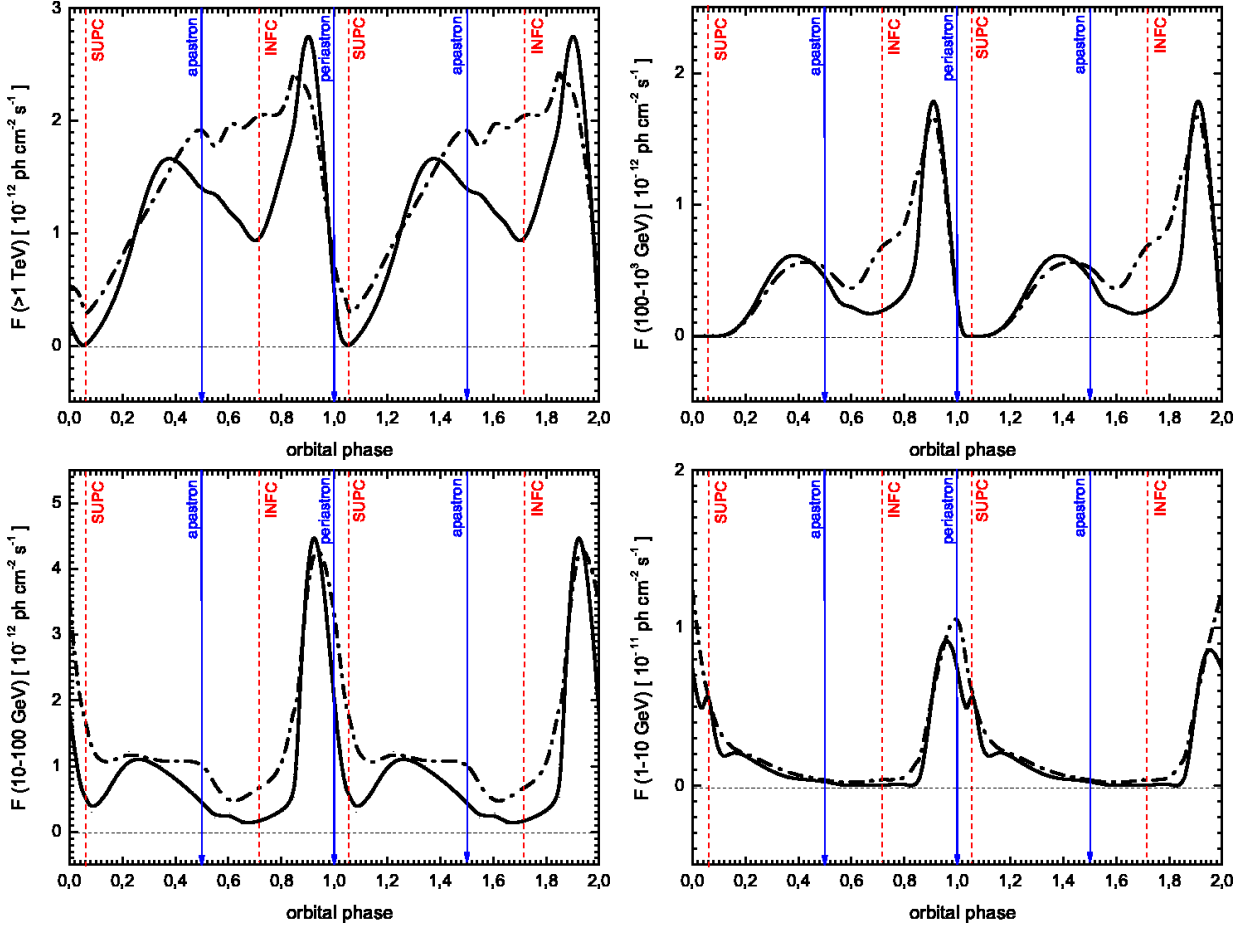 F (>1 TeV) [ 10⁻¹² ph cm⁻² s⁻¹ ]
3
2
1
0
SUPC
apastron
INFC
periastron
SUPC
apastron
INFC
0,0 0,2 0,4 0,6 0,8 1,0 1,2 1,4 1,6 1,8 2,0
orbital phase
F (100-10³ GeV) [ 10⁻¹² ph cm⁻² s⁻¹ ]
2
1
0
SUPC
apastron
INFC
periastron
SUPC
apastron
INFC
0,0 0,2 0,4 0,6 0,8 1,0 1,2 1,4 1,6 1,8 2,0
orbital phase
F (10-100 GeV) [ 10⁻¹² ph cm⁻² s⁻¹ ]
5
4
3
2
1
0
SUPC
apastron
INFC
periastron
SUPC
apastron
INFC
0,0 0,2 0,4 0,6 0,8 1,0 1,2 1,4 1,6 1,8 2,0
orbital phase
F (1-10 GeV) [ 10⁻¹¹ ph cm⁻² s⁻¹ ]
2
1
0
SUPC
apastron
INFC
periastron
SUPC
apastron
INFC
0,0 0,2 0,4 0,6 0,8 1,0 1,2 1,4 1,6 1,8 2,0
orbital phase